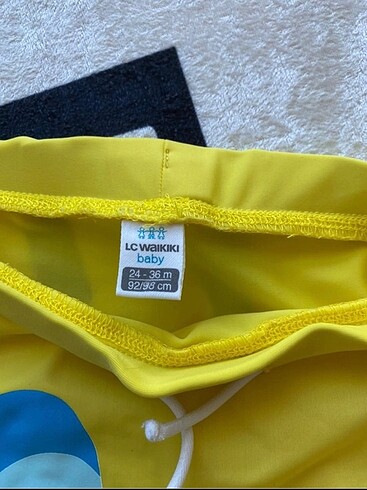 LC WAIKIKI
baby
24 - 36 m
92/98 cm